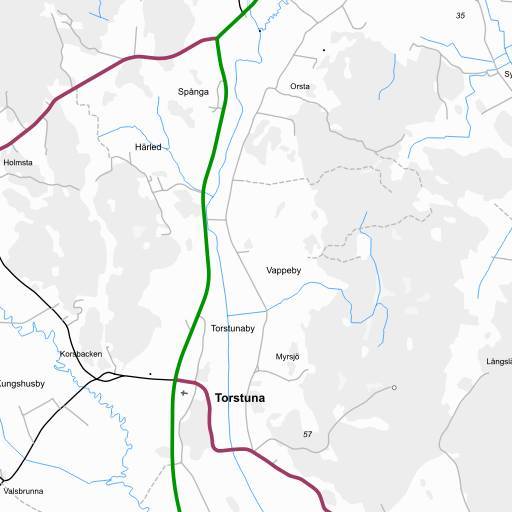 35
Sy
Orsta
Spånga
Härled
Holmsta
Vappeby
Torstunaby
Korsbacken
Myrsjö
Långslä
Kungshusby
Torstuna
57
Valsbrunna